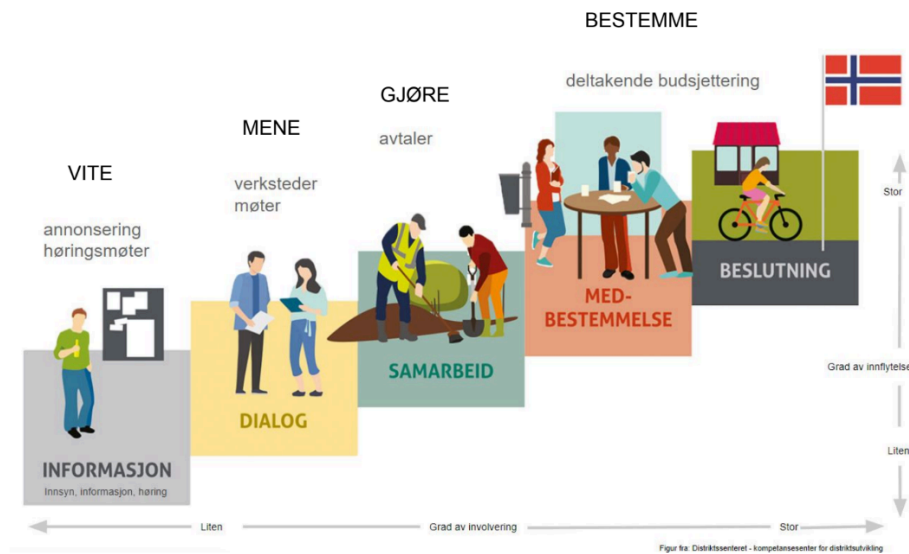 BESTEMME
deltakende budsjettering
GJØRE
avtaler
MENE
verksteder
møter
VITE
annonsering
høringsmøter
INFORMASJON
Innsyn, informasjon, høring
DIALOG
SAMARBEID
MED-
BESTEMMELSE
BESLUTNING
Stor
Grad av innflytelse
Liten
Liten
Grad av involvering
Stor
Figur fra: Distriktssenteret - kompetansesenter for distriktsutvikling